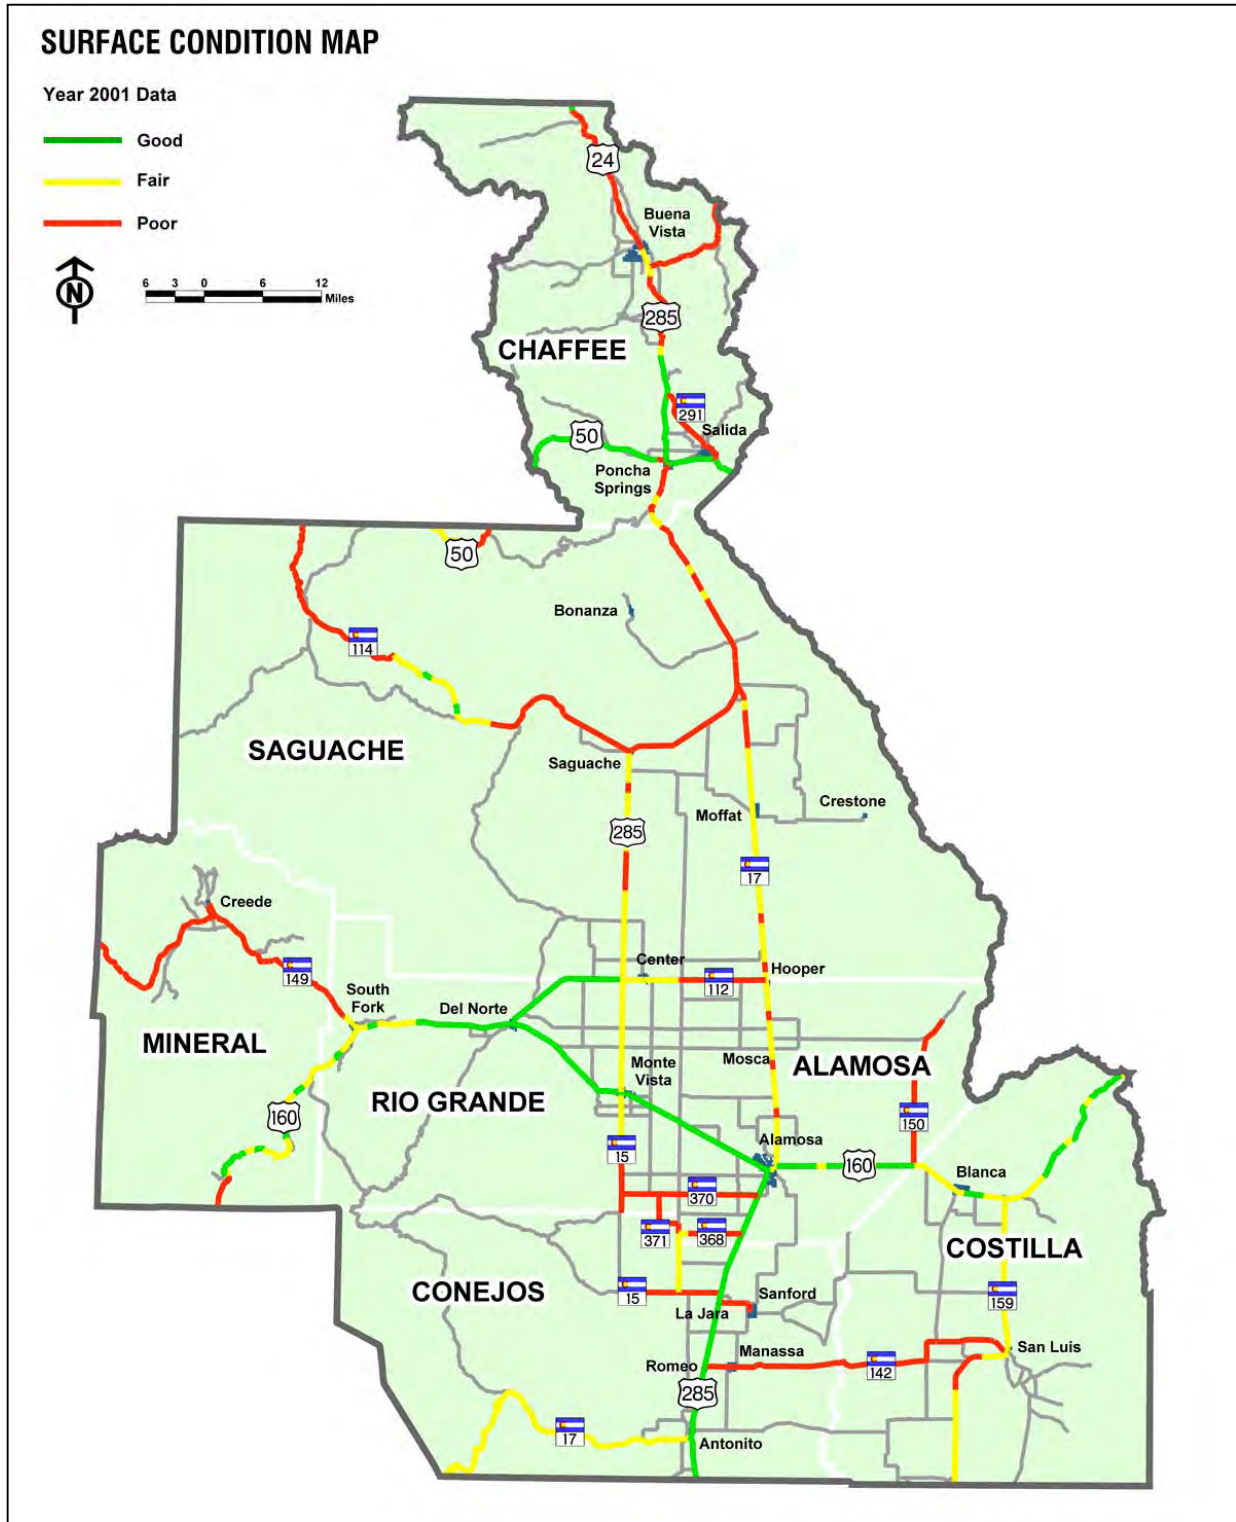 SURFACE CONDITION MAP
Year 2001 Data
Good
Fair
Poor
N
6 3 0 6 12
Miles
24
Buena
Vista
285
CHAFFEE
291
Salida
50
Poncha
Springs
50
Bonanza
114
SAGUACHE
Saguache
Moffat
Crestone
285
17
Creede
Center
Hooper
149
112
South
Fork
Del Norte
MINERAL
Mosca
ALAMOSA
Monte
Vista
RIO GRANDE
160
150
Alamosa
15
160
Blanca
370
371
368
COSTILLA
CONEJOS
15
Sanford
159
La Jara
San Luis
Manassa
Romeo
142
285
17
Antonito